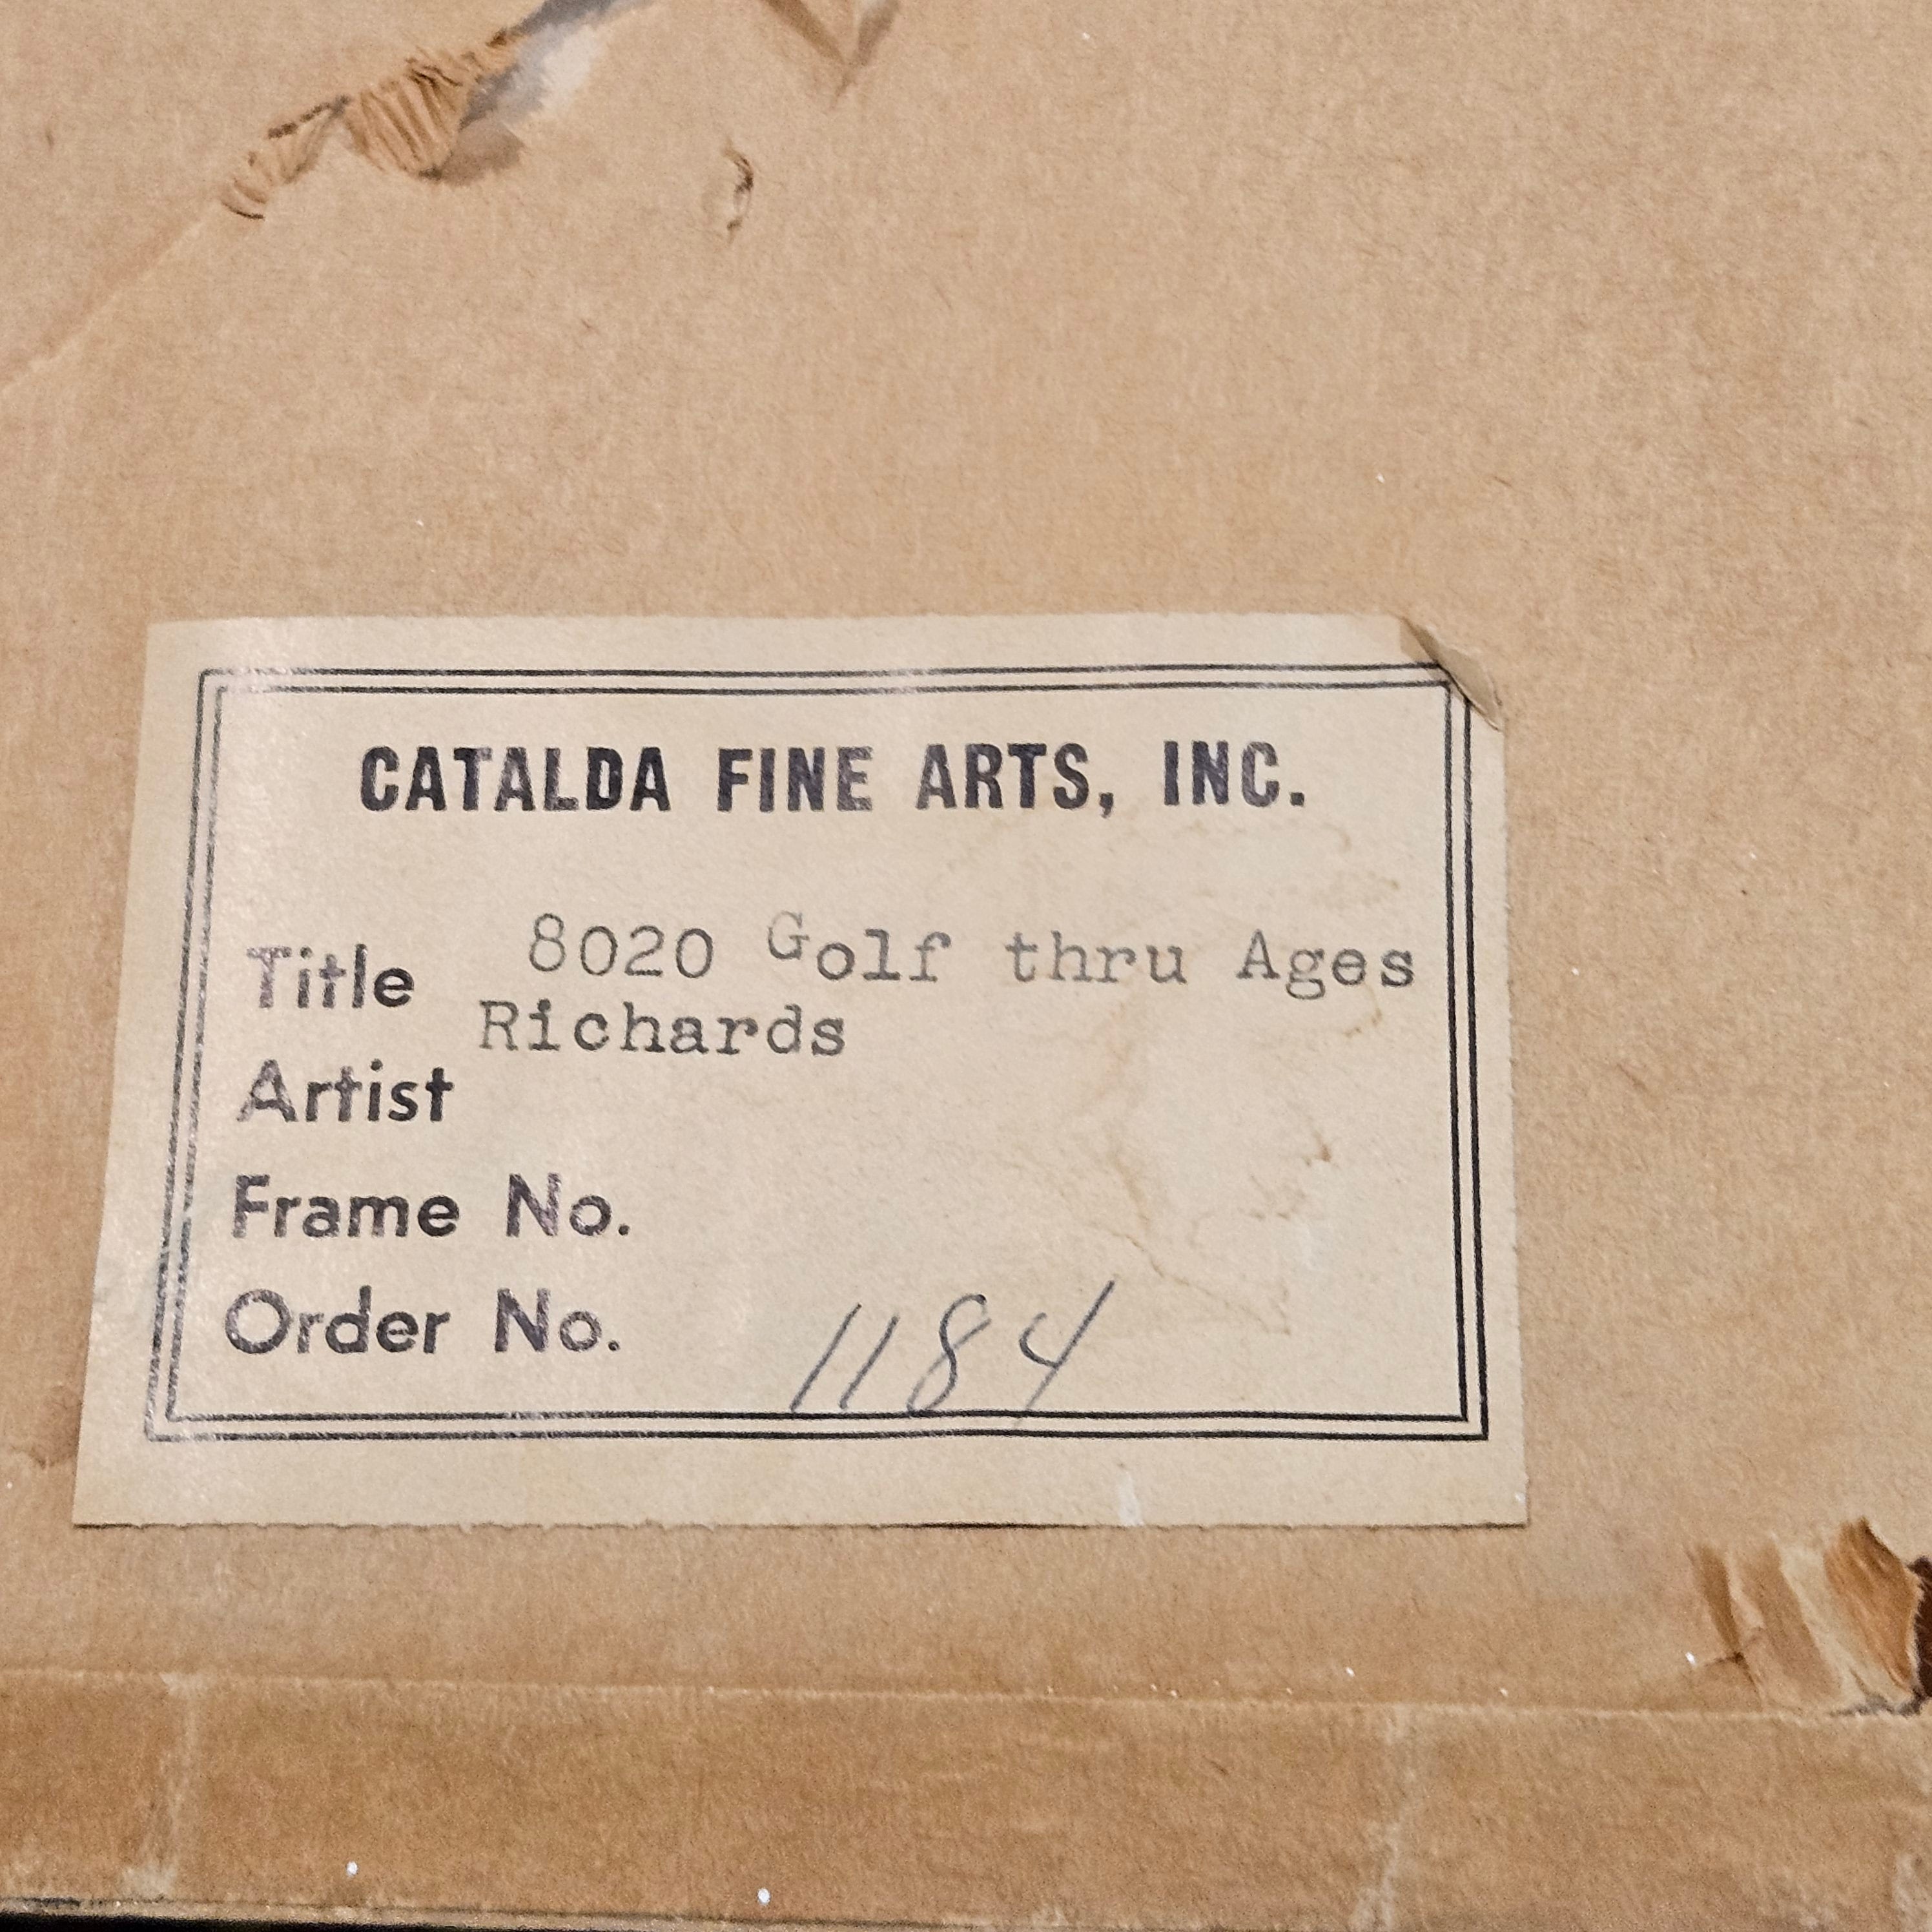 CATALDA FINE ARTS, INC.
Title 8020 Golf thru Ages
Richards
Artist
Frame No.
Order No. 1184